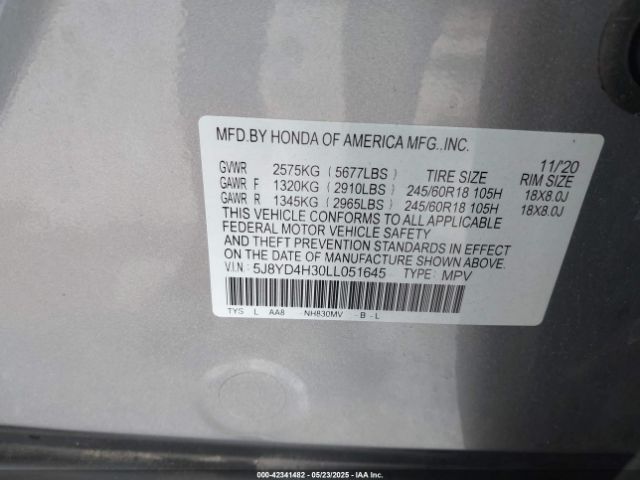 MFD.BY HONDA OF AMERICA MFG.,INC.
11/'20
GVWR 2575KG (5677LBS) TIRE SIZE RIM SIZE
GAWR F 1320KG (2910LBS) 245/60R18 105H 18X8.0J
GAWR R 1345KG (2965LBS) 245/60R18 105H 18X8.0J
THIS VEHICLE CONFORMS TO ALL APPLICABLE
FEDERAL MOTOR VEHICLE SAFETY
AND THEFT PREVENTION STANDARDS IN EFFECT
ON THE DATE OF MANUFACTURE SHOWN ABOVE.
V.I.N: 5J8YD4H30LL051645 TYPE: MPV
TYS L AA8 NH830MV -B-L
000-42341482 05/23/2025 IAA Inc.